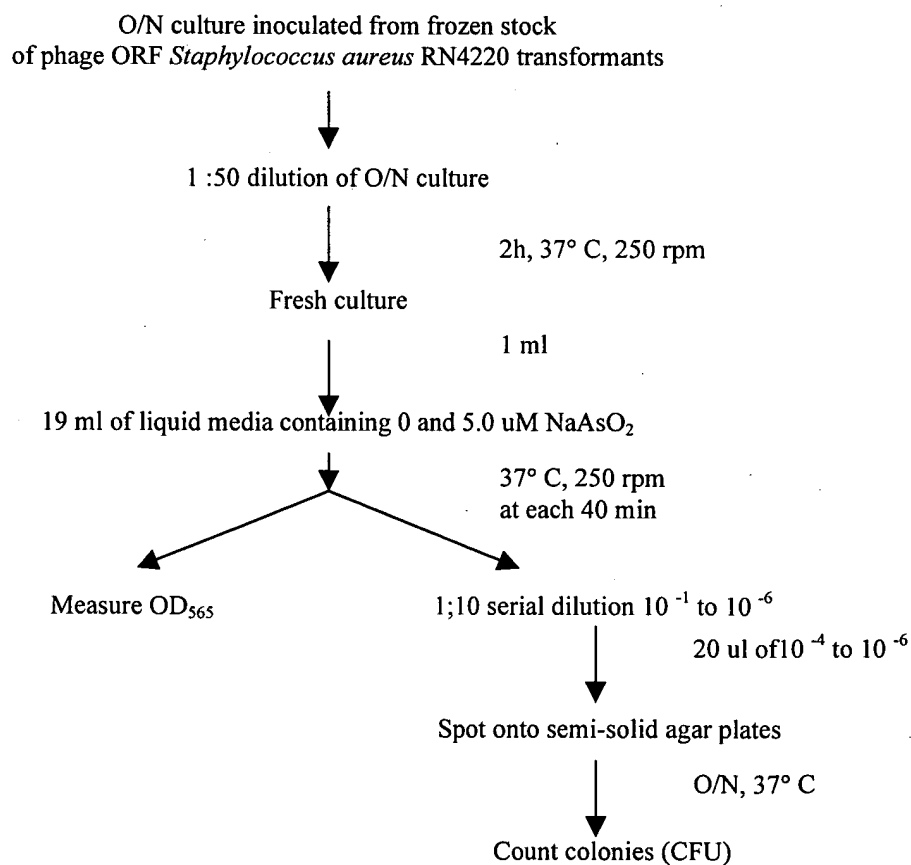 O/N culture inoculated from frozen stock
of phage ORF Staphylococcus aureus RN4220 transformants
1 :50 dilution of O/N culture
2h, 37° C, 250 rpm
Fresh culture
1 ml
19 ml of liquid media containing 0 and 5.0 uM NaAsO₂
37° C, 250 rpm
at each 40 min
Measure OD₅₆₅
1;10 serial dilution 10 ⁻¹ to 10 ⁻⁶
20 ul of10 ⁻⁴ to 10 ⁻⁶
Spot onto semi-solid agar plates
O/N, 37° C
Count colonies (CFU)